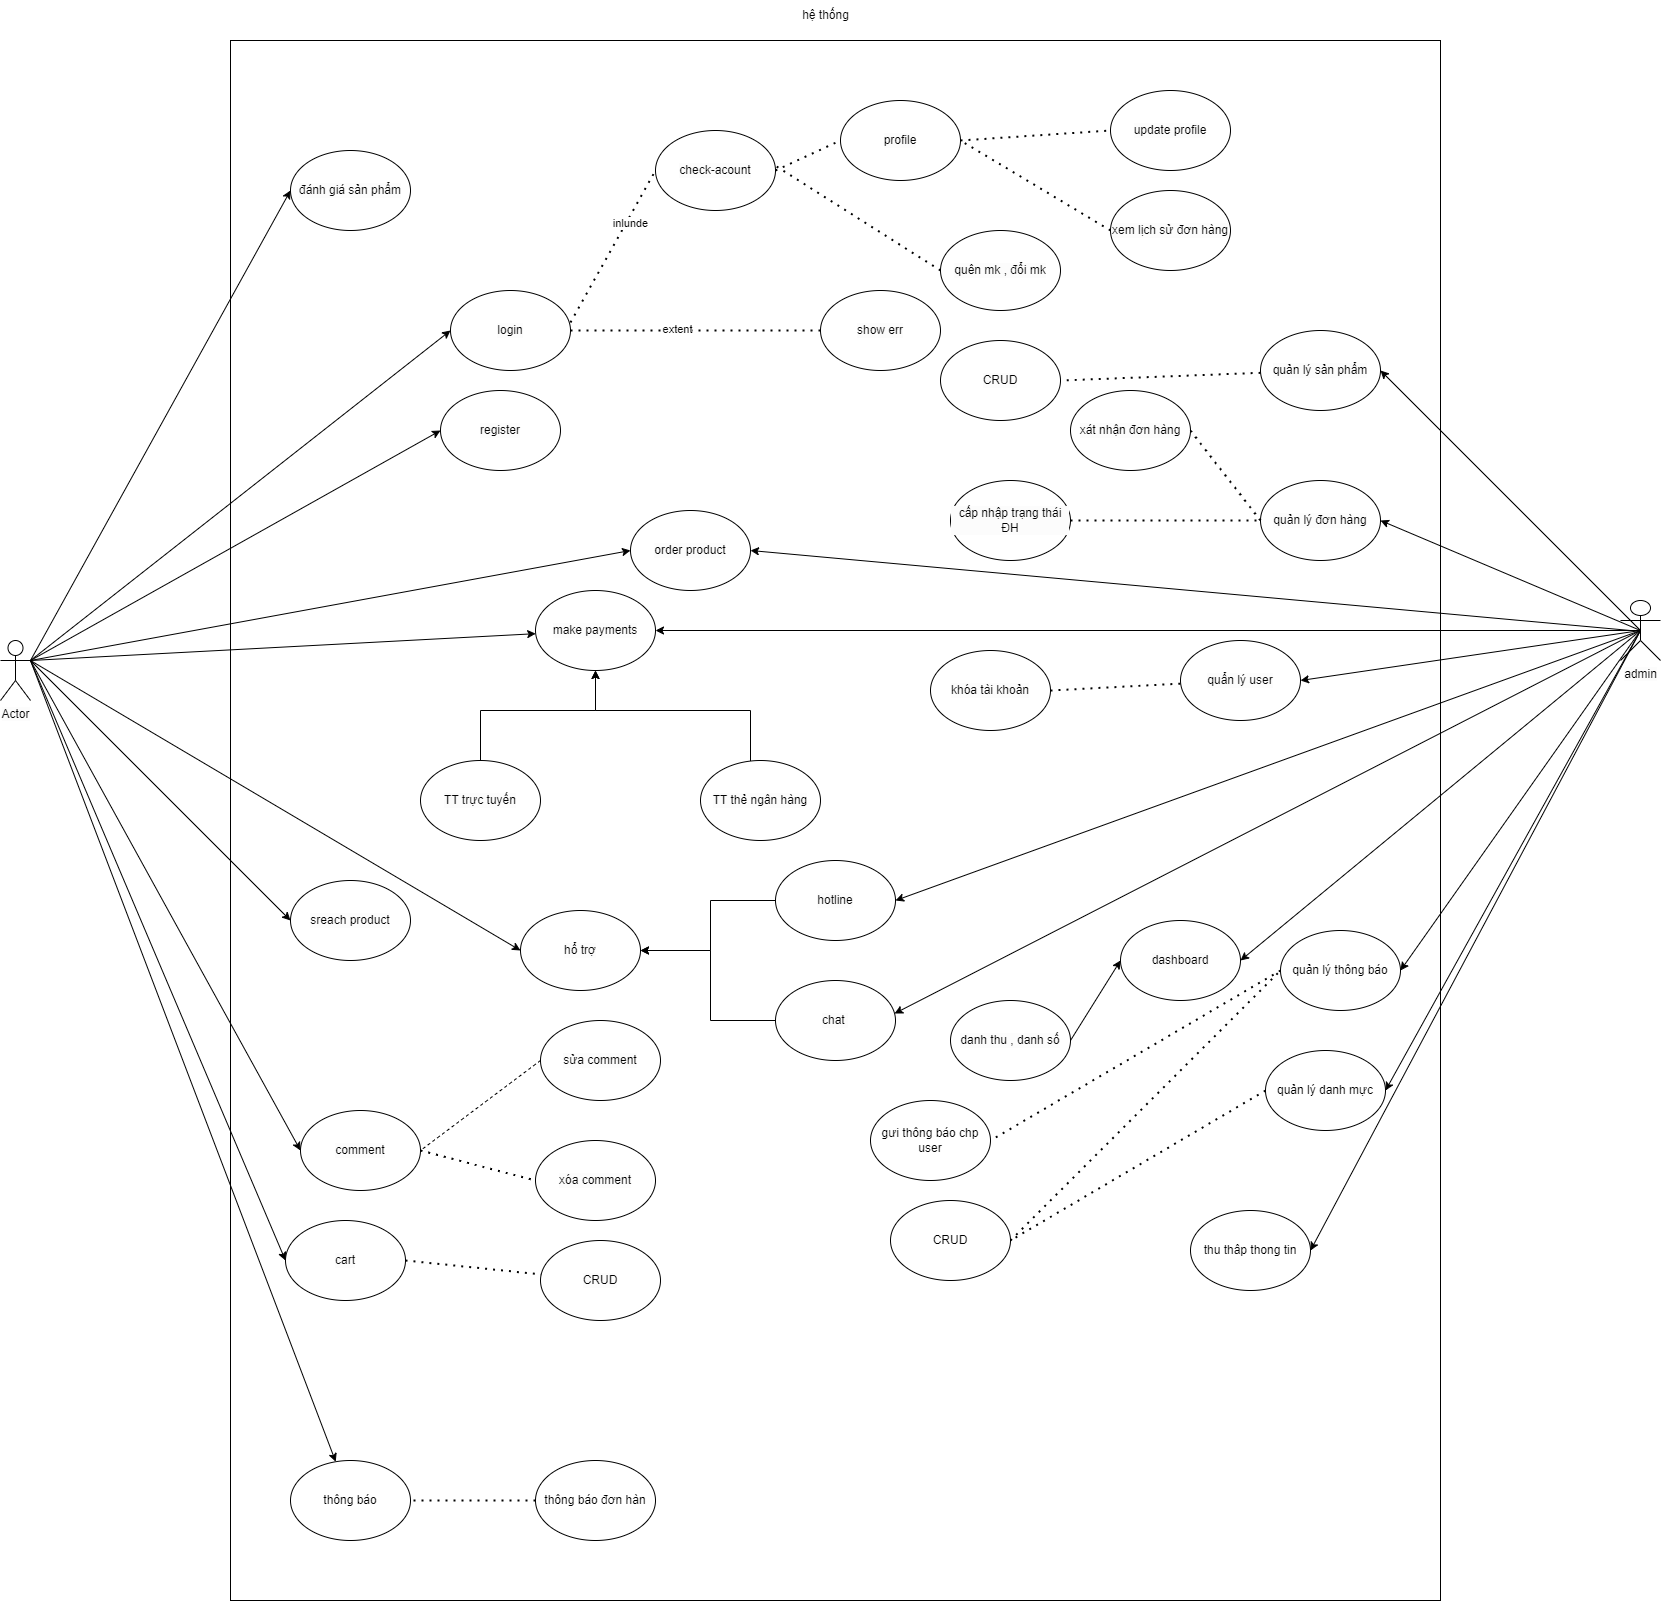 hệ thống
update profile
profile
check-acount
đánh giá sản phẩm
inlunde
xem lịch sử đơn hàng
quên mk , đổi mk
login
extent
show err
CRUD
quản lý sản phẩm
register
xát nhận đơn hàng
cấp nhập trạng thái
ĐH
quản lý đơn hàng
order product
make payments
Actor
admin
khóa tài khoản
quẩn lý user
TT trực tuyến
TT thẻ ngân hàng
hotline
sreach product
hổ trợ
dashboard
quản lý thông báo
chat
danh thu , danh số
sửa comment
quản lý danh mực
gưi thông báo chp
user
comment
xóa comment
CRUD
thu thâp thong tin
cart
CRUD
thông báo
thông báo đơn hàn